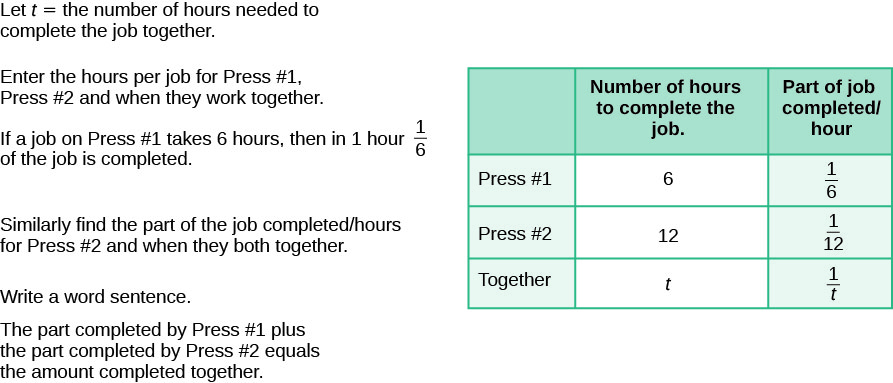 Let t = the number of hours needed to
complete the job together.
Enter the hours per job for Press #1,
Press #2 and when they work together.
If a job on Press #1 takes 6 hours, then in 1 hour 1/6
of the job is completed.
Similarly find the part of the job completed/hours
for Press #2 and when they both together.
Write a word sentence.
The part completed by Press #1 plus
the part completed by Press #2 equals
the amount completed together.
Number of hours
to complete the
job.
Part of job
completed/
hour
Press #1 6 1/6
Press #2 12 1/12
Together t 1/t